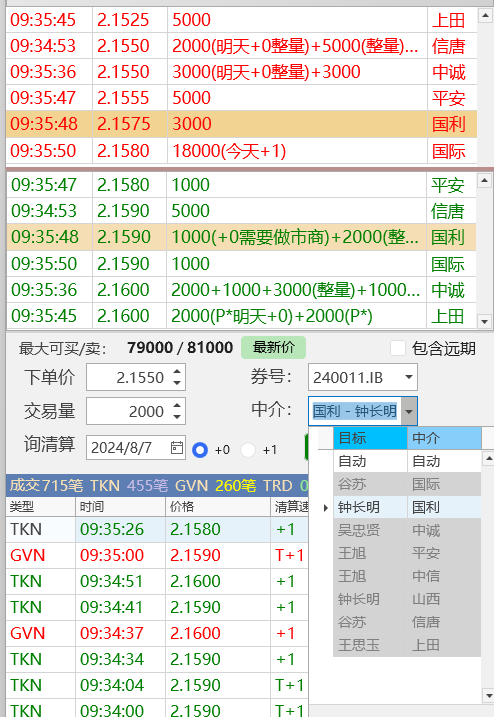 09:35:45 2.1525 5000 上田
09:34:53 2.1550 2000(明天+0整量)+5000(整量)... 信唐
09:35:36 2.1550 3000(明天+0整量)+3000 中诚
09:35:47 2.1555 5000 平安
09:35:48 2.1575 3000 国利
09:35:50 2.1580 18000(今天+1) 国际
09:35:47 2.1580 1000 平安
09:34:53 2.1590 5000 信唐
09:35:48 2.1590 1000(+0需要做市商)+2000(整... 国利
09:35:50 2.1590 1000 国际
09:35:36 2.1600 2000+1000+3000(整量)+1000... 中诚
09:35:45 2.1600 2000(P*明天+0)+2000(P*) 上田
最大可买/卖: 79000 / 81000 最新价 包含远期
下单价 2.1550 券号: 240011.IB
交易量 2000 中介: 国利 - 钟长明
询清算 2024/8/7 +0 +1
目标 中介
自动 自动
谷苏 国际
钟长明 国利
吴忠贤 中诚
王旭 平安
王旭 中信
钟长明 山西
谷苏 信唐
王思玉 上田
成交715笔 TKN 455笔 GVN 260笔 TRD
类型 时间 价格 清算速
TKN 09:35:26 2.1580 +1
GVN 09:35:00 2.1590 T+1
TKN 09:34:51 2.1600 +1
TKN 09:34:41 2.1590 +1
GVN 09:34:37 2.1600 +1
TKN 09:34:34 2.1590 +1
TKN 09:34:04 2.1590 T+1
TKN 09:34:00 2.1590 T+1